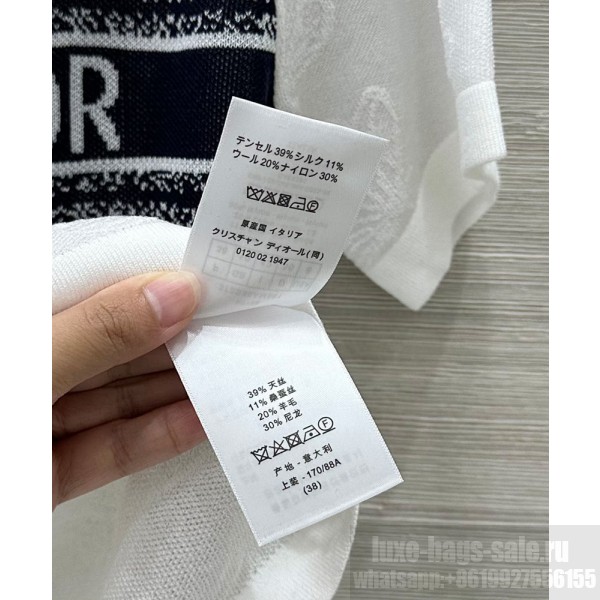 OR
テンセル 39%シルク 11%
ウール 20%ナイロン 30%
原産国 イタリア
クリスチャン ディオール(同)
0120 02 1947
39% 天丝
11% 桑蚕丝
20% 羊毛
30% 尼龙
产地 - 意大利
上装 - 170/88A
(38)
luxe-bags-sale.ru
whatsapp:+8619927556155